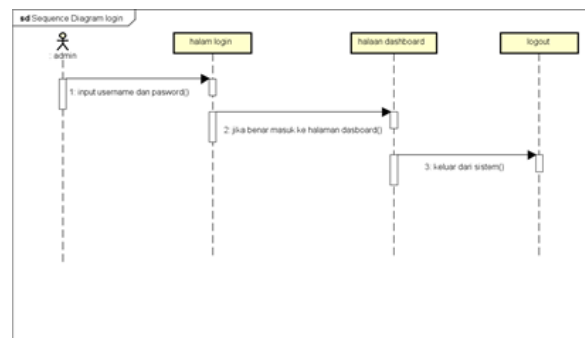 sd Sequence Diagram login
: admin
halam login
halaan dashboard
logout
1: input username dan pasword()
2: jika benar masuk ke halaman dasboard()
3: keluar dari sistem()